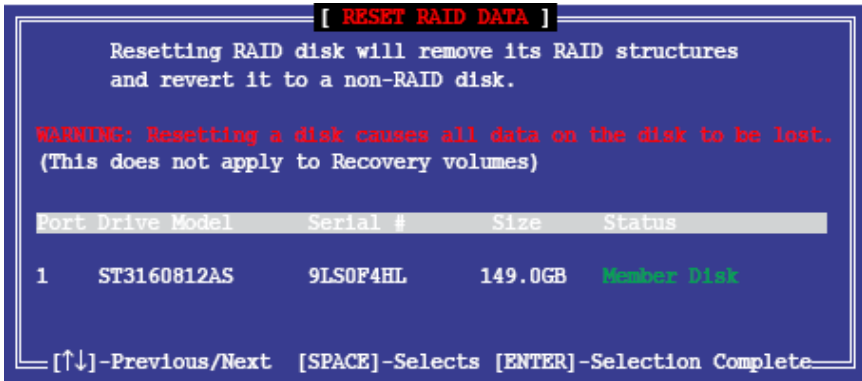 [ RESET RAID DATA ]
Resetting RAID disk will remove its RAID structures
and revert it to a non-RAID disk.
WARNING: Resetting a disk causes all data on the disk to be lost.
(This does not apply to Recovery volumes)
Port Drive Model Serial # Size Status
1 ST3160812AS 9LS0F4HL 149.0GB Member Disk
[↑↓]-Previous/Next [SPACE]-Selects [ENTER]-Selection Complete